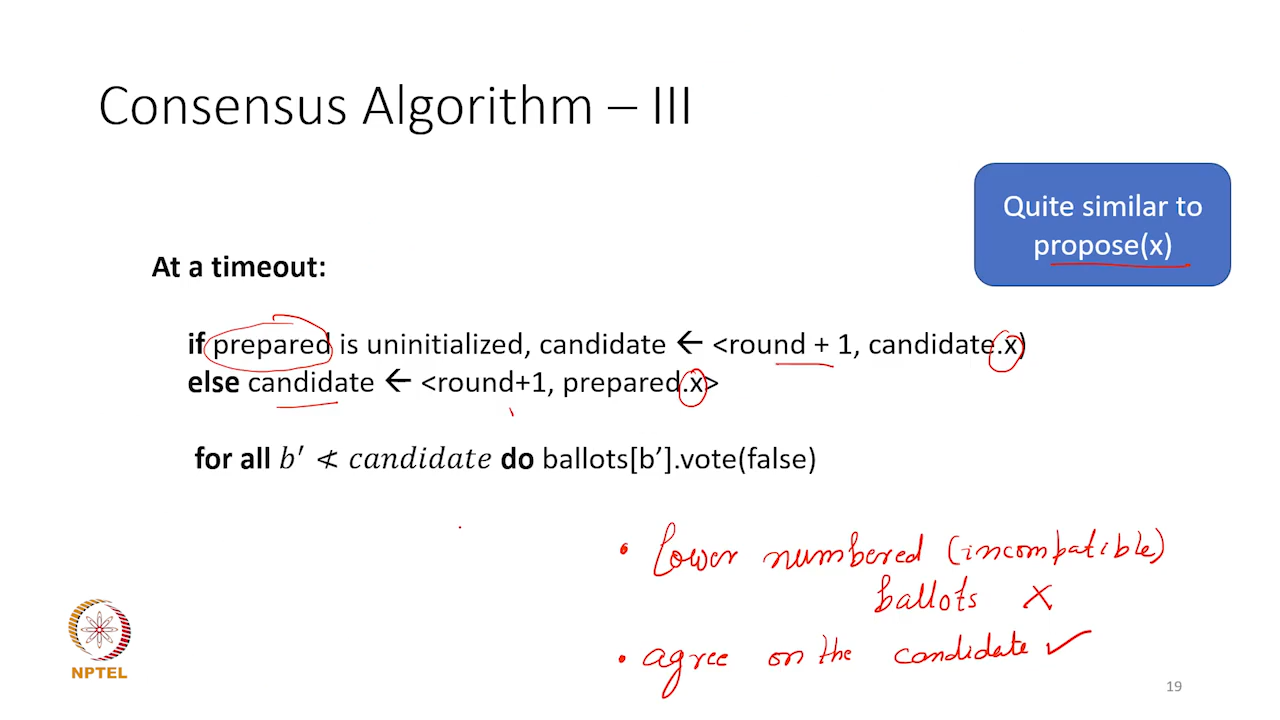 Consensus Algorithm – III
Quite similar to
propose(x)
At a timeout:
if prepared is uninitialized, candidate ← <round + 1, candidate.x)
else candidate ← <round+1, prepared.x>
for all b′ ≮ candidate do ballots[b’].vote(false)
• Lower numbered (incompatible)
ballots X
• agree on the candidate ✓
NPTEL
19